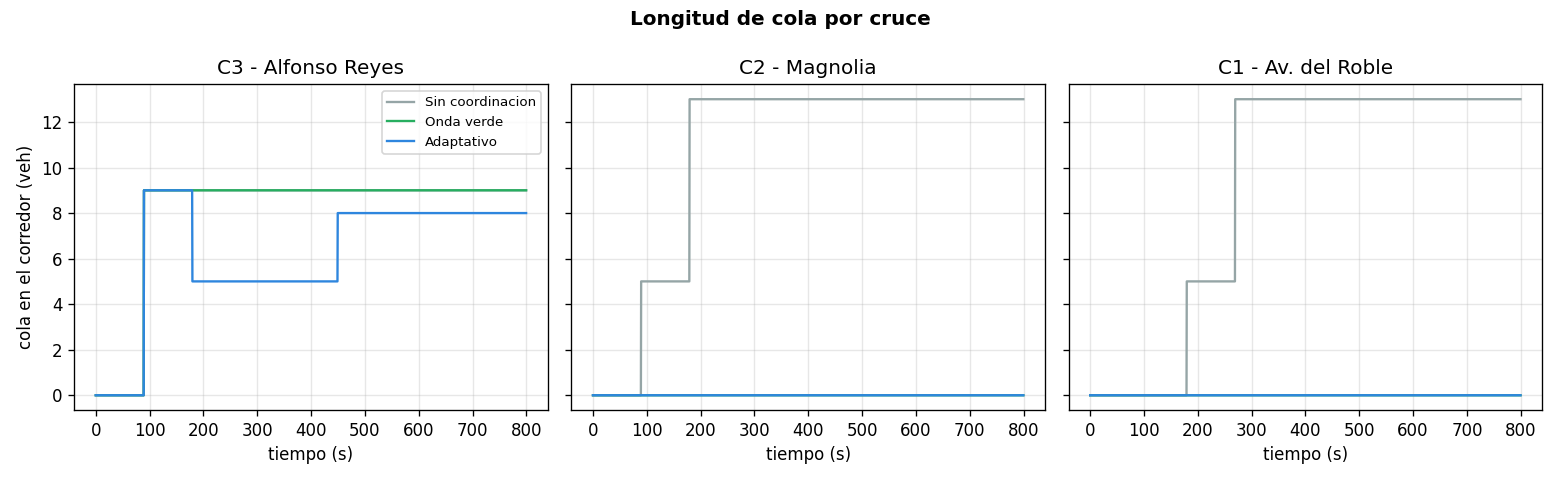 Longitud de cola por cruce
C3 - Alfonso Reyes
C2 - Magnolia
C1 - Av. del Roble
cola en el corredor (veh)
12
10
8
6
4
2
0
Sin coordinacion
Onda verde
Adaptativo
0 100 200 300 400 500 600 700 800
0 100 200 300 400 500 600 700 800
0 100 200 300 400 500 600 700 800
tiempo (s)
tiempo (s)
tiempo (s)